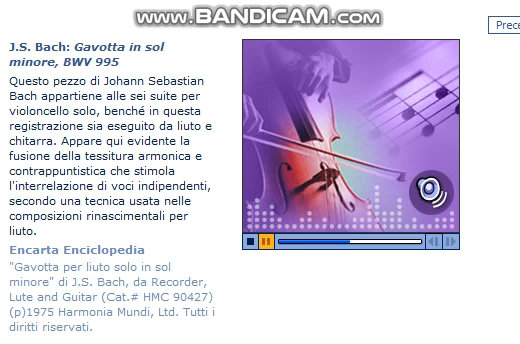 www.BANDICAM.com
Prece
J.S. Bach: Gavotta in sol
minore, BWV 995
Questo pezzo di Johann Sebastian
Bach appartiene alle sei suite per
violoncello solo, benché in questa
registrazione sia eseguito da liuto e
chitarra. Appare qui evidente la
fusione della tessitura armonica e
contrappuntistica che stimola
l'interrelazione di voci indipendenti,
secondo una tecnica usata nelle
composizioni rinascimentali per
liuto.
Encarta Enciclopedia
"Gavotta per liuto solo in sol
minore" di J.S. Bach, da Recorder,
Lute and Guitar (Cat.# HMC 90427)
(p)1975 Harmonia Mundi, Ltd. Tutti i
diritti riservati.